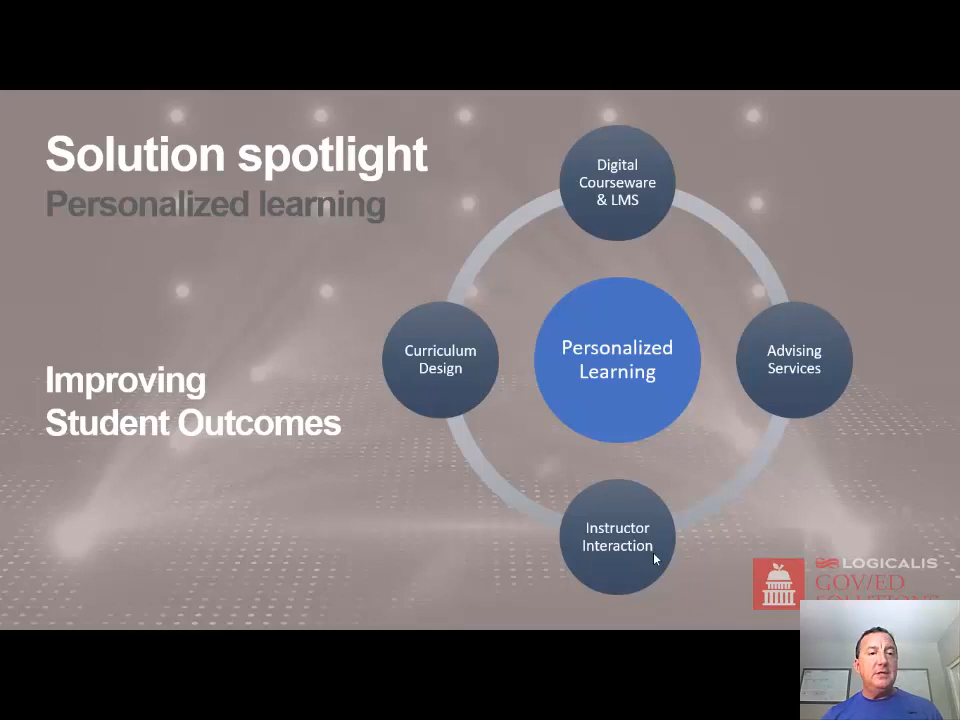 Solution spotlight
Personalized learning
Improving
Student Outcomes
Digital
Courseware
& LMS
Curriculum
Design
Personalized
Learning
Advising
Services
Instructor
Interaction
LOGICALIS
GOV/ED